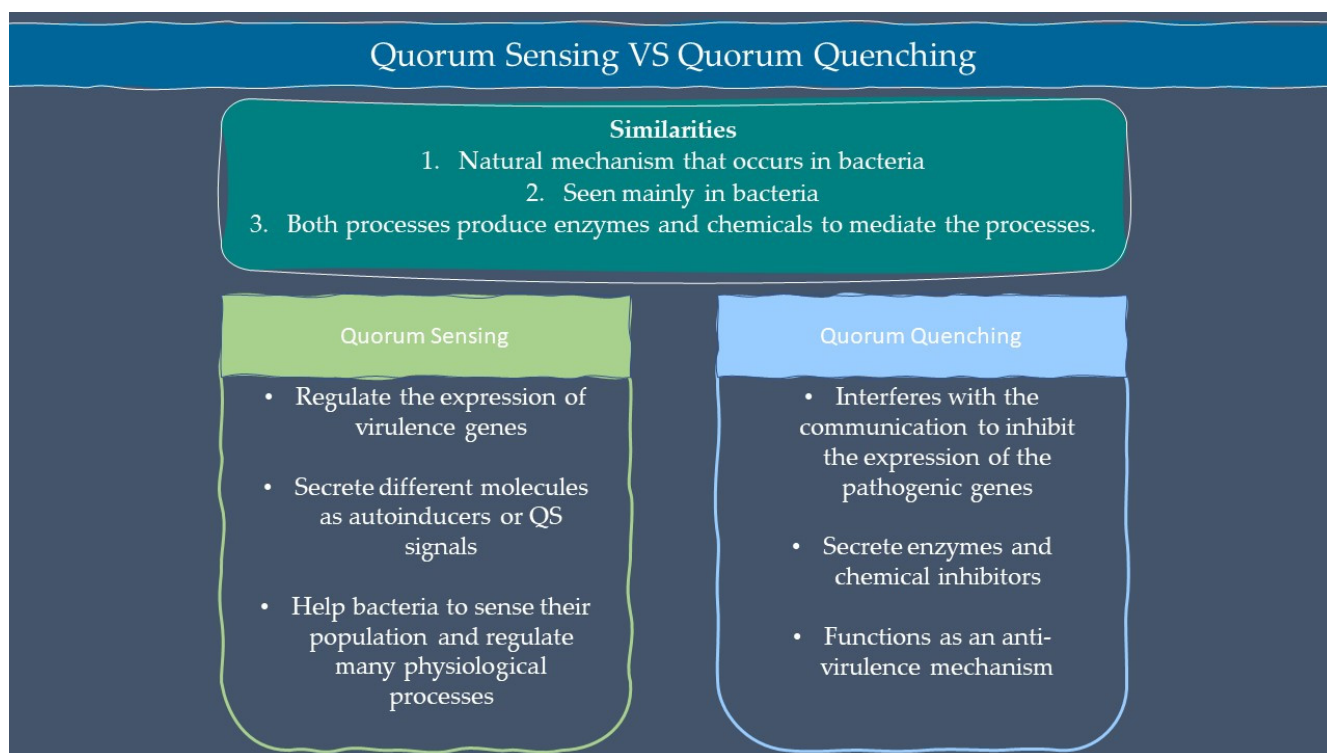 Quorum Sensing VS Quorum Quenching
Similarities
1. Natural mechanism that occurs in bacteria
2. Seen mainly in bacteria
3. Both processes produce enzymes and chemicals to mediate the processes.
Quorum Sensing
• Regulate the expression of
virulence genes
• Secrete different molecules
as autoinducers or QS
signals
• Help bacteria to sense their
population and regulate
many physiological
processes
Quorum Quenching
• Interferes with the
communication to inhibit
the expression of the
pathogenic genes
• Secrete enzymes and
chemical inhibitors
• Functions as an anti-
virulence mechanism